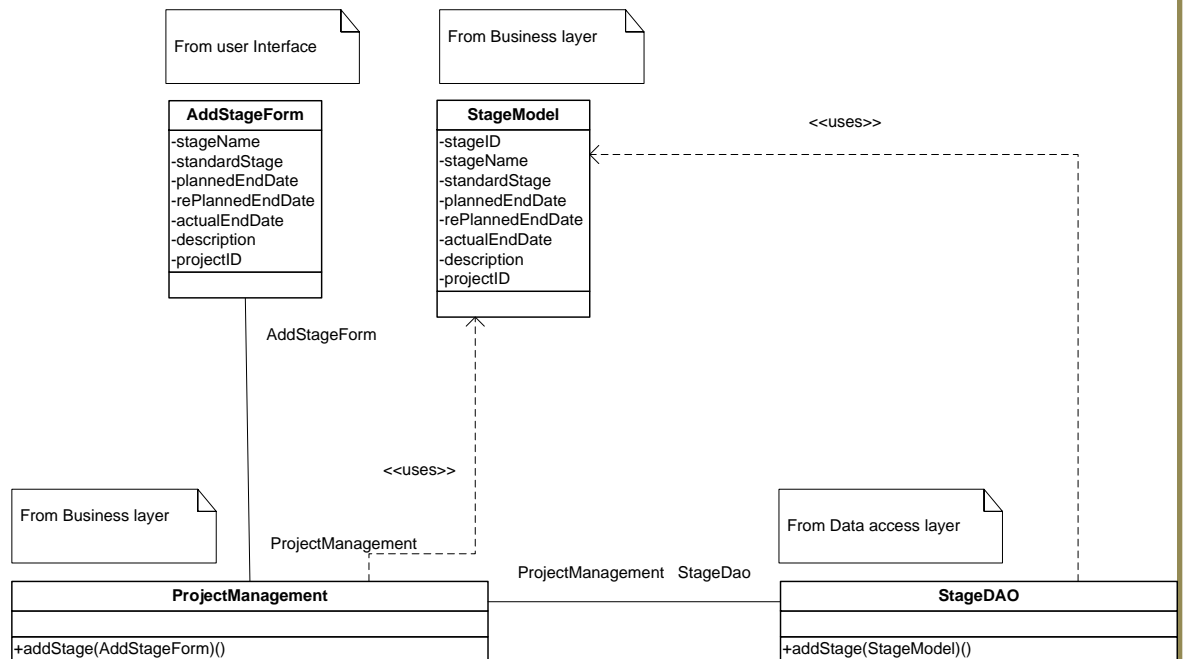 From user Interface
From Business layer
AddStageForm
-stageName
-standardStage
-plannedEndDate
-rePlannedEndDate
-actualEndDate
-description
-projectID
StageModel
-stageID
-stageName
-standardStage
-plannedEndDate
-rePlannedEndDate
-actualEndDate
-description
-projectID
<<uses>>
AddStageForm
<<uses>>
From Business layer
From Data access layer
ProjectManagement
ProjectManagement StageDao
ProjectManagement
+addStage(AddStageForm)()
StageDAO
+addStage(StageModel)()